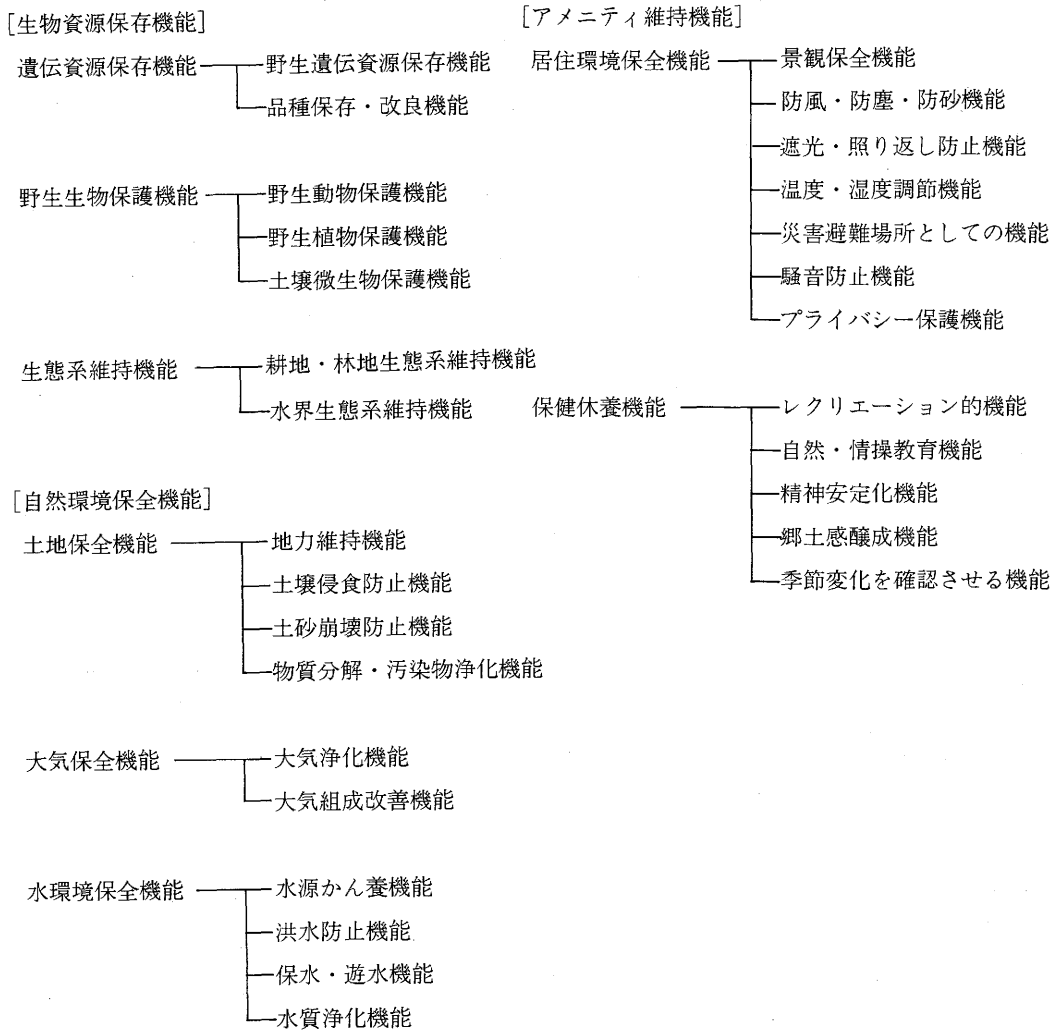 [生物資源保存機能]
遺伝資源保存機能 野生遺伝資源保存機能
品種保存・改良機能
野生生物保護機能 野生動物保護機能
野生植物保護機能
土壌微生物保護機能
生態系維持機能 耕地・林地生態系維持機能
水界生態系維持機能
[自然環境保全機能]
土地保全機能 地力維持機能
土壌侵食防止機能
土砂崩壊防止機能
物質分解・汚染物浄化機能
大気保全機能 大気浄化機能
大気組成改善機能
水環境保全機能 水源かん養機能
洪水防止機能
保水・遊水機能
水質浄化機能
[アメニティ維持機能]
居住環境保全機能 景観保全機能
防風・防塵・防砂機能
遮光・照り返し防止機能
温度・湿度調節機能
災害避難場所としての機能
騒音防止機能
プライバシー保護機能
保健休養機能 レクリエーション的機能
自然・情操教育機能
精神安定化機能
郷土感醸成機能
季節変化を確認させる機能